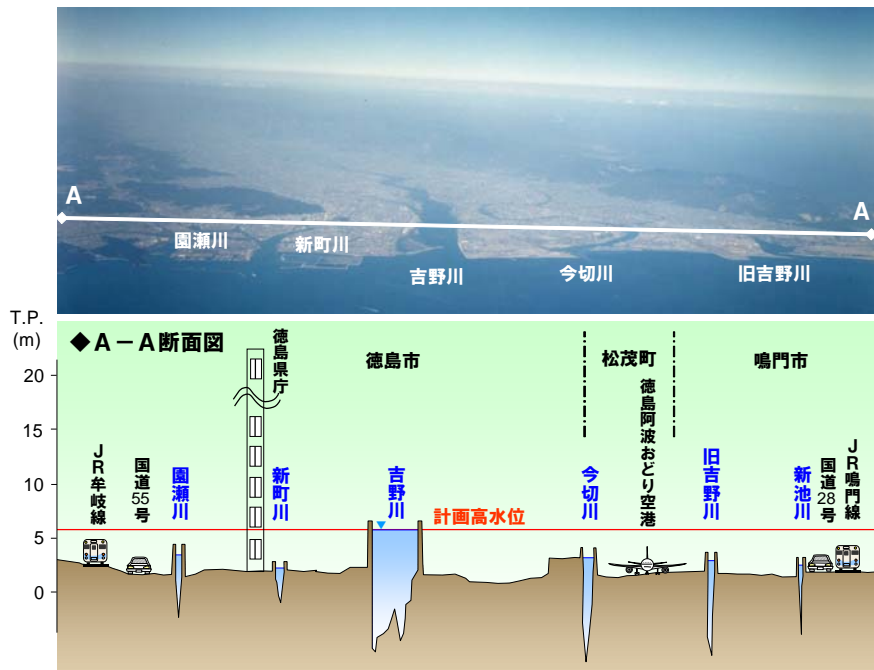 A
A
園瀬川
新町川
吉野川
今切川
旧吉野川
T.P.
(m)
◆A－A断面図
徳島県庁
徳島市
松茂町
鳴門市
20
15
10
5
0
JR牟岐線
国道55号
園瀬川
新町川
吉野川
計画高水位
今切川
徳島阿波おどり空港
旧吉野川
新池川
国道28号
JR鳴門線